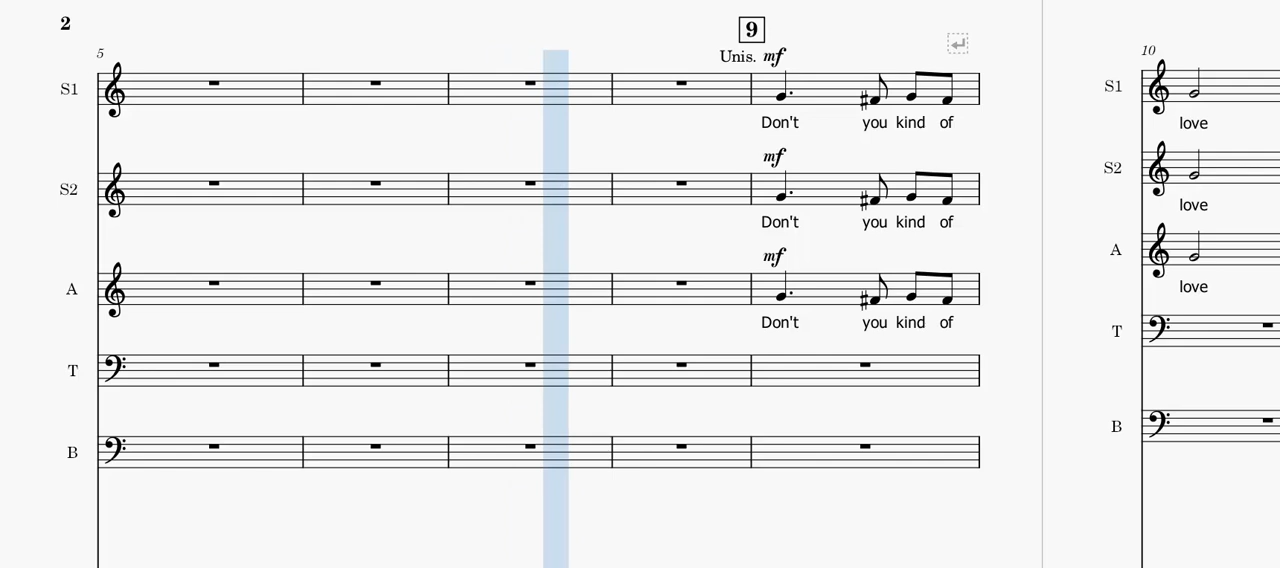 2
9
5
10
Unis. mf
S1
Don't you kind of
S1
love
mf
S2
Don't you kind of
S2
love
mf
A
Don't you kind of
A
love
T
T
B
B